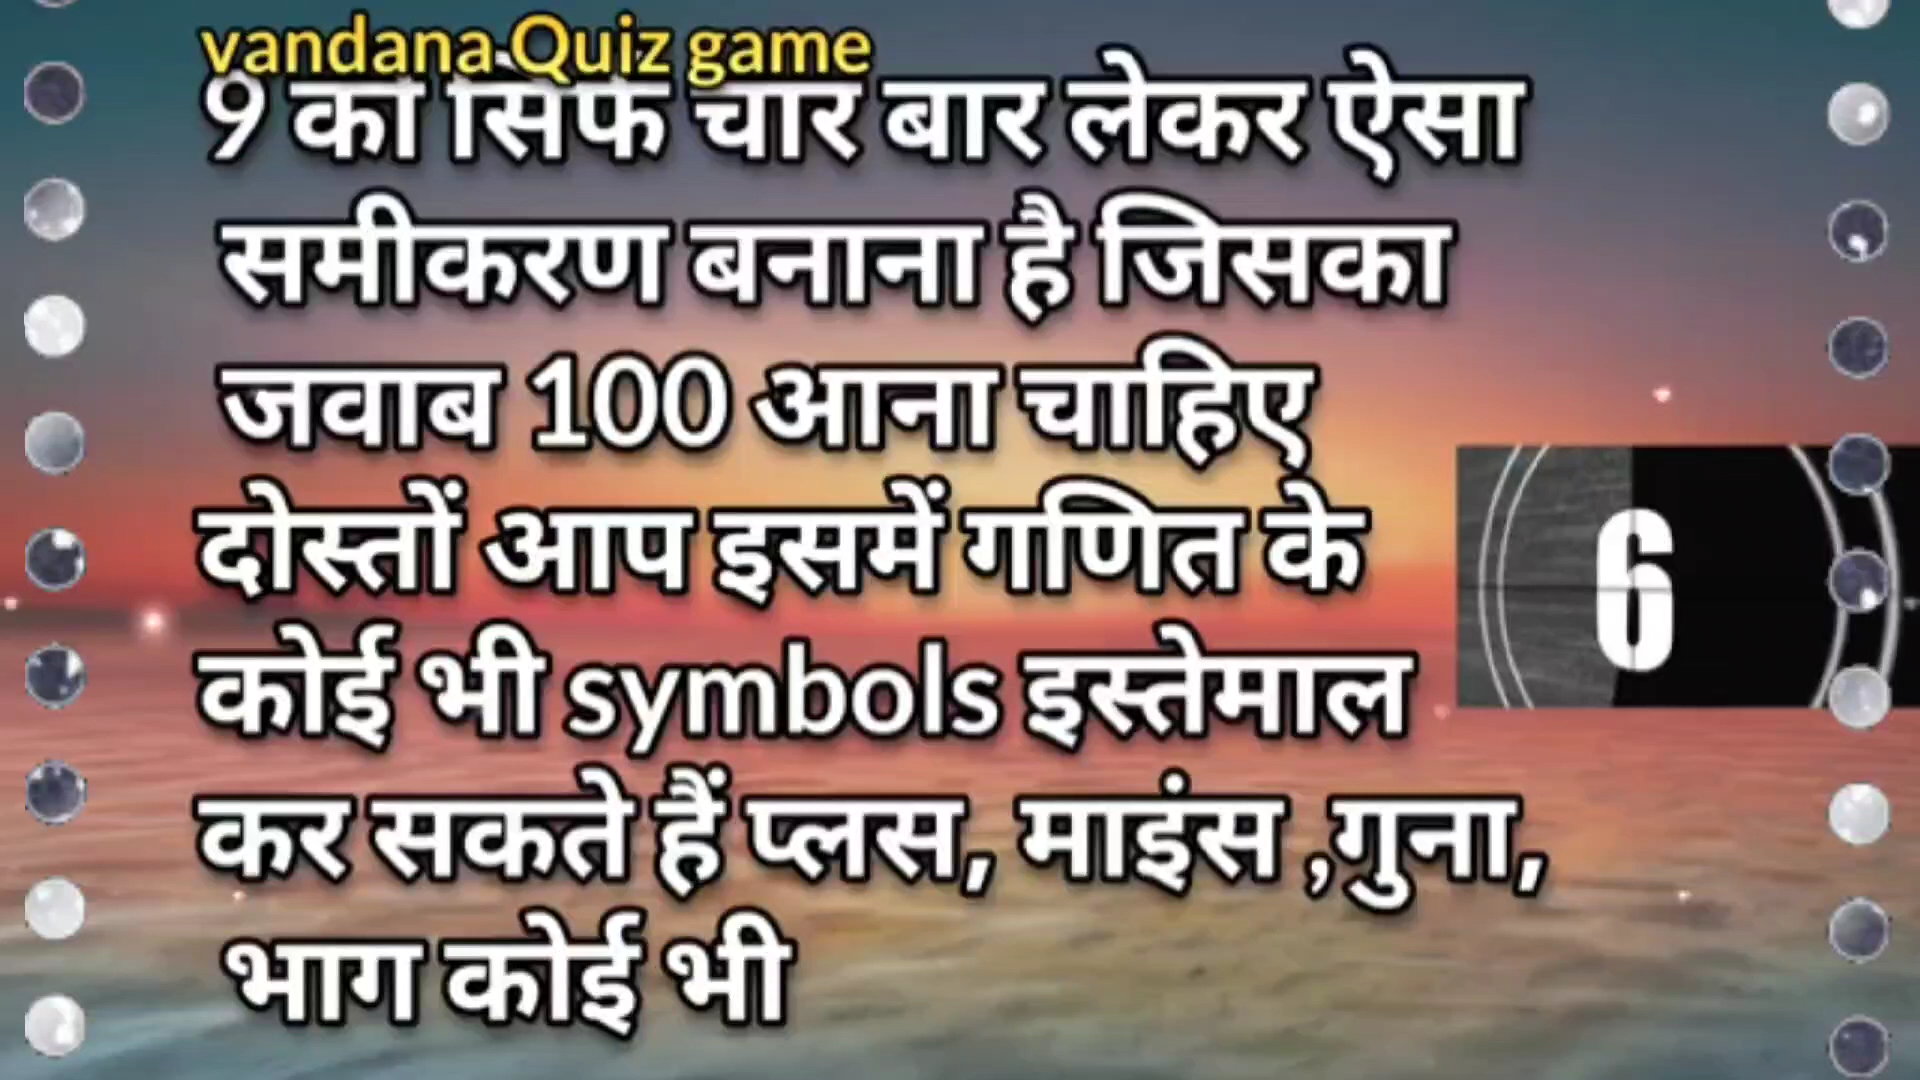 vandana Quiz game
9 को सिर्फ चार बार लेकर ऐसा
समीकरण बनाना है जिसका
जवाब 100 आना चाहिए
दोस्तों आप इसमें गणित के
6
कोई भी symbols इस्तेमाल
कर सकते हैं प्लस, माइंस ,गुना,
भाग कोई भी